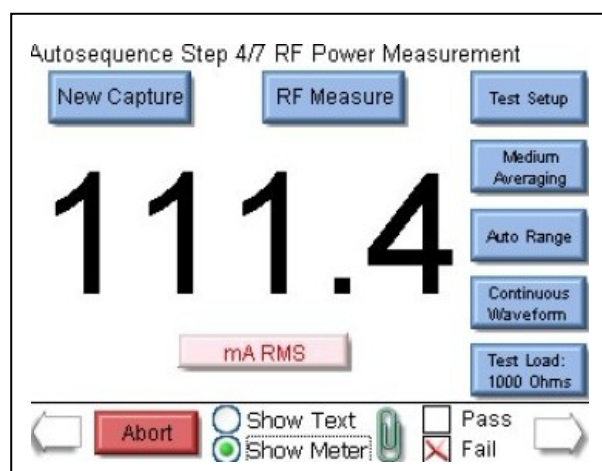 Autosequence Step 4/7 RF Power Measurement
New Capture
RF Measure
Test Setup
Medium
Averaging
111.4
Auto Range
Continuous
Waveform
mA RMS
Test Load:
1000 Ohms
Abort
Show Text
Show Meter
Pass
Fail